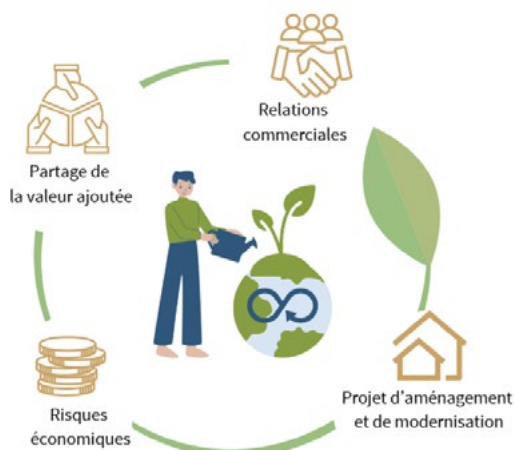 Relations
commerciales
Partage de
la valeur ajoutée
Projet d'aménagement
et de modernisation
Risques
économiques